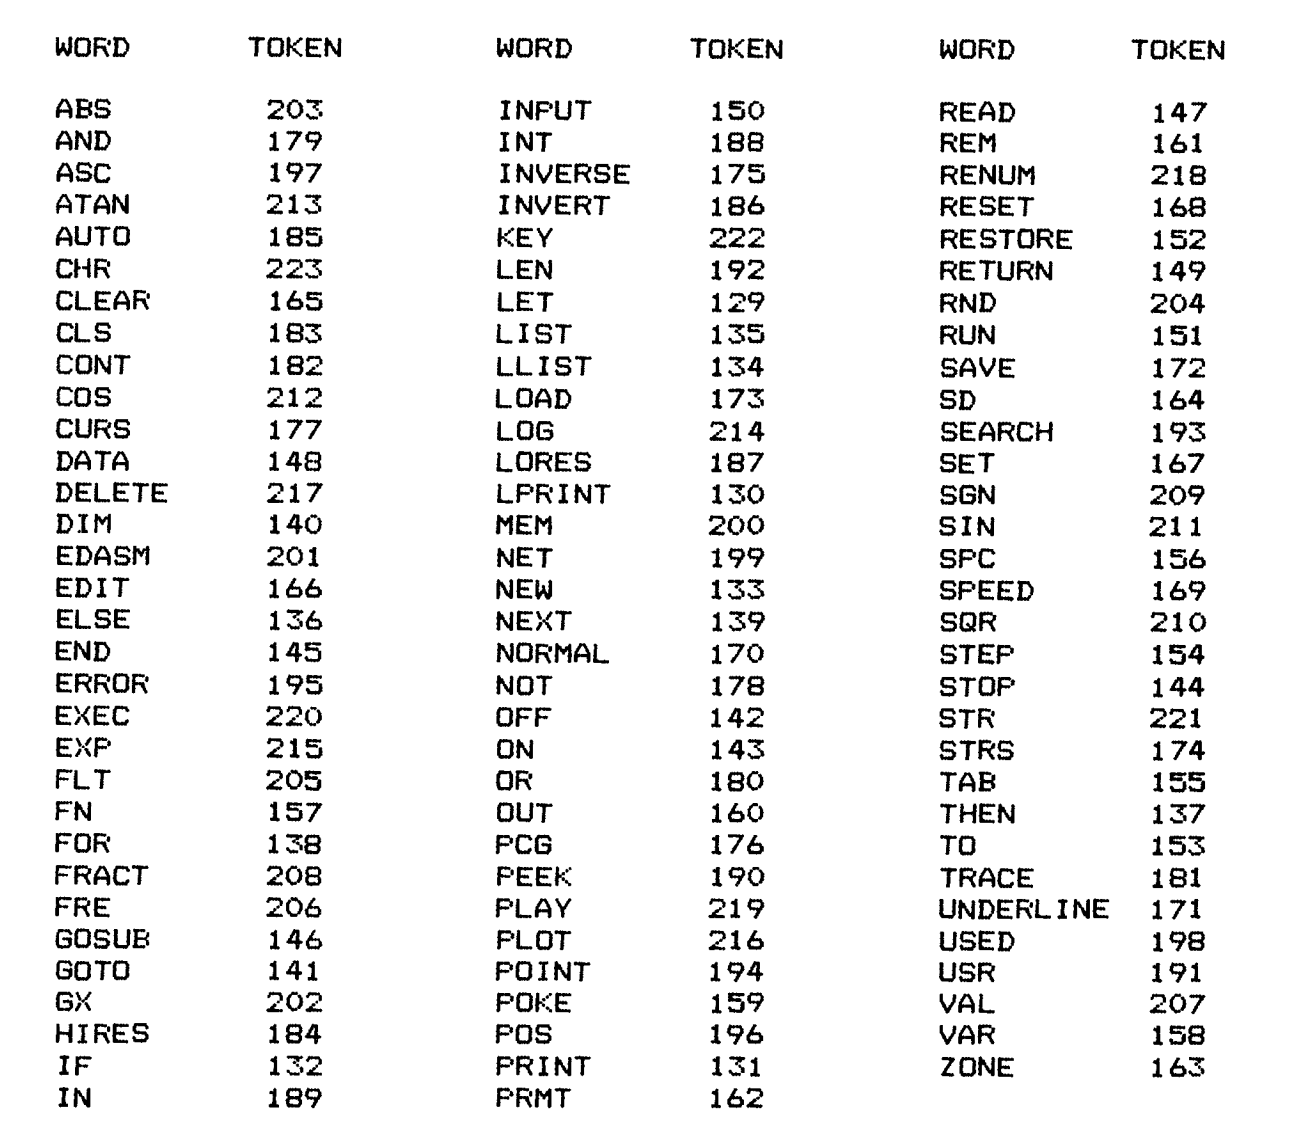 WORD TOKEN WORD TOKEN WORD TOKEN
ABS 203 INPUT 150 READ 147
AND 179 INT 188 REM 161
ASC 197 INVERSE 175 RENUM 218
ATAN 213 INVERT 186 RESET 168
AUTO 185 KEY 222 RESTORE 152
CHR 223 LEN 192 RETURN 149
CLEAR 165 LET 129 RND 204
CLS 183 LIST 135 RUN 151
CONT 182 LLIST 134 SAVE 172
COS 212 LOAD 173 SD 164
CURS 177 LOG 214 SEARCH 193
DATA 148 LORES 187 SET 167
DELETE 217 LPRINT 130 SGN 209
DIM 140 MEM 200 SIN 211
EDASM 201 NET 199 SPC 156
EDIT 166 NEW 133 SPEED 169
ELSE 136 NEXT 139 SQR 210
END 145 NORMAL 170 STEP 154
ERROR 195 NOT 178 STOP 144
EXEC 220 OFF 142 STR 221
EXP 215 ON 143 STRS 174
FLT 205 OR 180 TAB 155
FN 157 OUT 160 THEN 137
FOR 138 PCG 176 TO 153
FRACT 208 PEEK 190 TRACE 181
FRE 206 PLAY 219 UNDERLINE 171
GOSUB 146 PLOT 216 USED 198
GOTO 141 POINT 194 USR 191
GX 202 POKE 159 VAL 207
HIRES 184 POS 196 VAR 158
IF 132 PRINT 131 ZONE 163
IN 189 PRMT 162